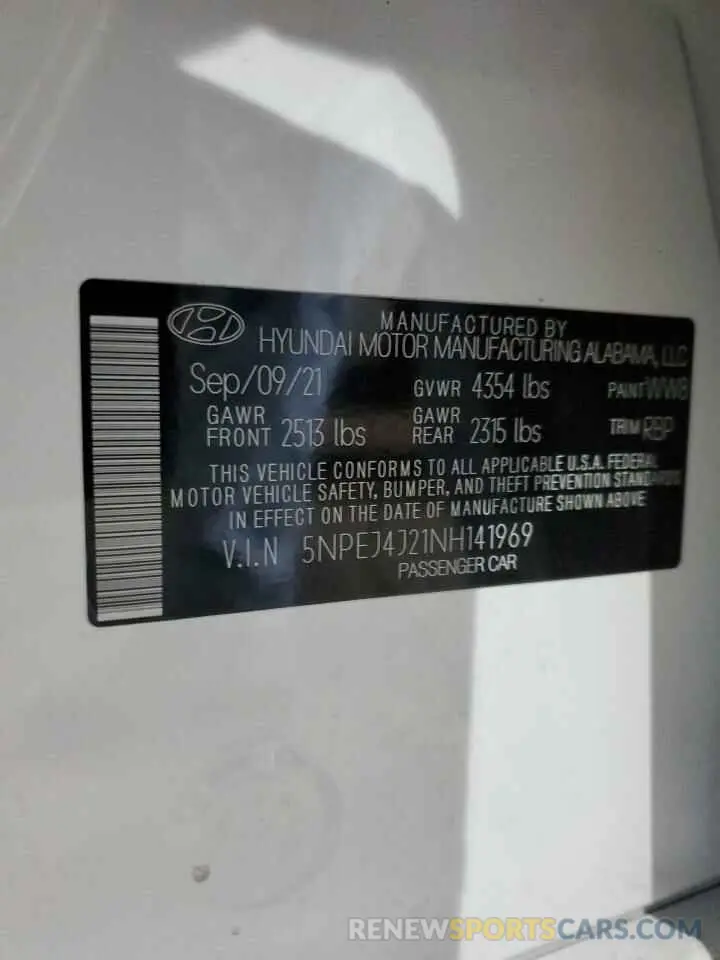 MANUFACTURED BY
HYUNDAI MOTOR MANUFACTURING ALABAMA, LLC
Sep/09/21 GVWR 4354 lbs PAINT WW8
GAWR FRONT 2513 lbs GAWR REAR 2315 lbs TRIM RBP
THIS VEHICLE CONFORMS TO ALL APPLICABLE U.S.A. FEDERAL
MOTOR VEHICLE SAFETY, BUMPER, AND THEFT PREVENTION STANDARDS
IN EFFECT ON THE DATE OF MANUFACTURE SHOWN ABOVE
V.I.N 5NPEJ4J21NH141969
PASSENGER CAR
RENEWSPORTSCARS.COM